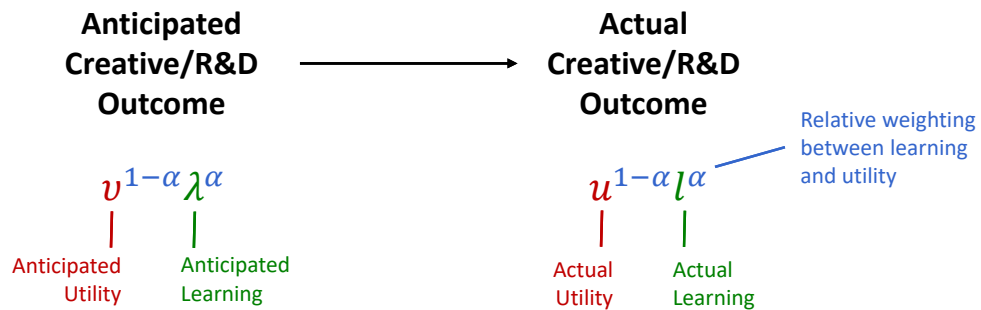 Anticipated
Creative/R&D
Outcome
Actual
Creative/R&D
Outcome
Relative weighting
between learning
and utility
υ^{1−α}λ^α
u^{1−α}l^α
Anticipated
Utility
Anticipated
Learning
Actual
Utility
Actual
Learning